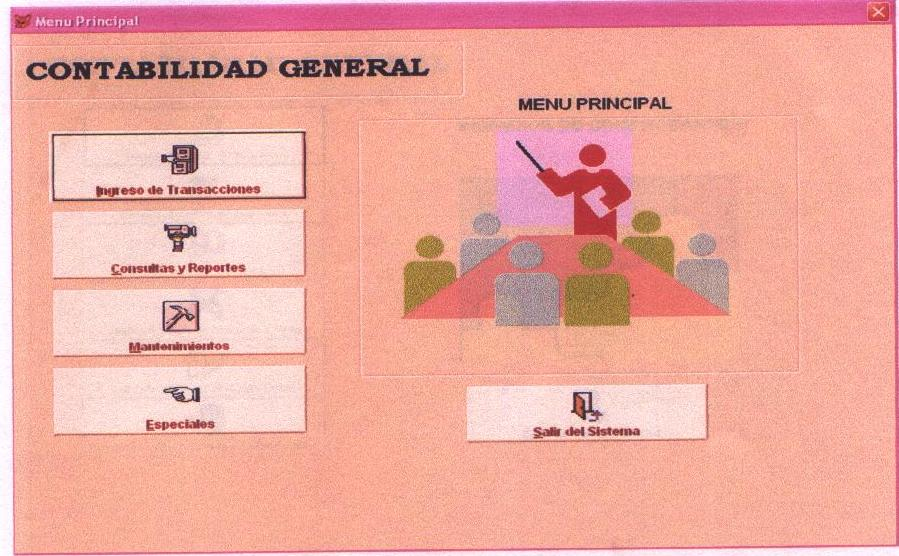 Menu Principal
CONTABILIDAD GENERAL
MENU PRINCIPAL
Ingreso de Transacciones
Consultas y Reportes
Mantenimientos
Especiales
Salir del Sistema